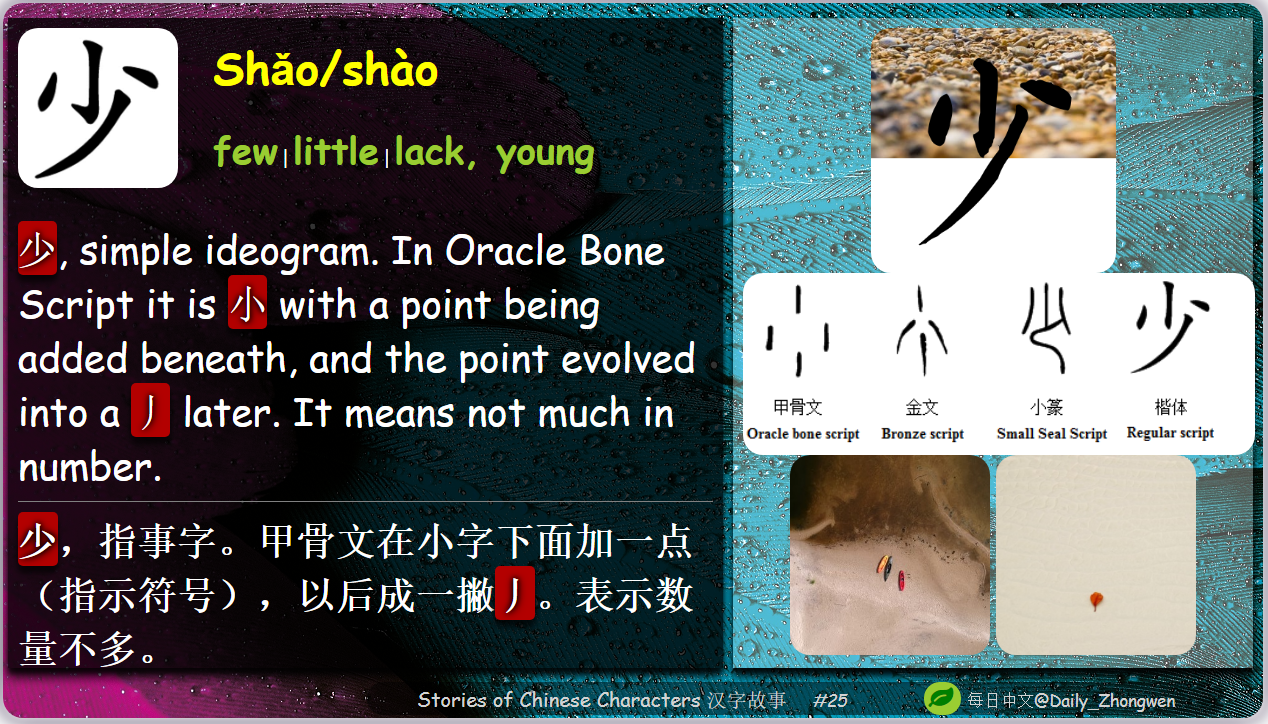 少
Shǎo/shào
few|little|lack, young
少, simple ideogram. In Oracle Bone
Script it is 小 with a point being
added beneath, and the point evolved
into a 丿 later. It means not much in
number.
少，指事字。甲骨文在小字下面加一点
（指示符号），以后成一撇丿。表示数
量不多。
少
甲骨文 金文 小篆 楷体
Oracle bone script Bronze script Small Seal Script Regular script
Stories of Chinese Characters 汉字故事 #25
每日中文@Daily_Zhongwen